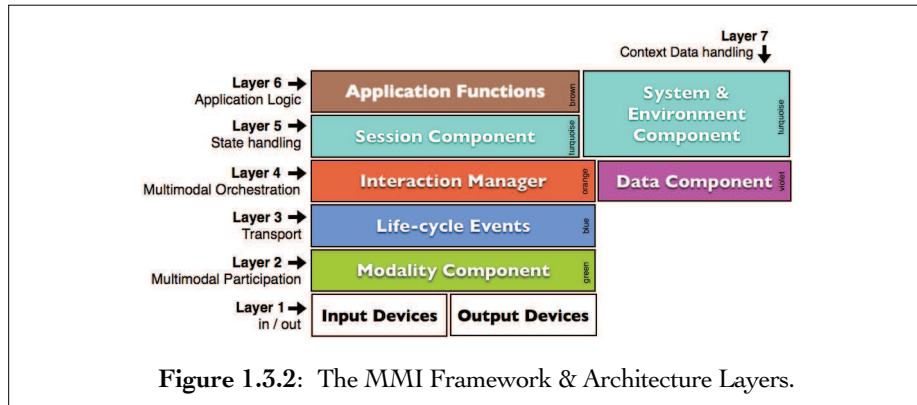 Layer 7
Context Data handling
Layer 6
Application Logic
Application Functions
brown
System &
Environment
Component
turquoise
Layer 5
State handling
Session Component
turquoise
Layer 4
Multimodal Orchestration
Interaction Manager
orange
Data Component
violet
Layer 3
Transport
Life-cycle Events
blue
Layer 2
Multimodal Participation
Modality Component
green
Layer 1
in / out
Input Devices
Output Devices
Figure 1.3.2: The MMI Framework & Architecture Layers.